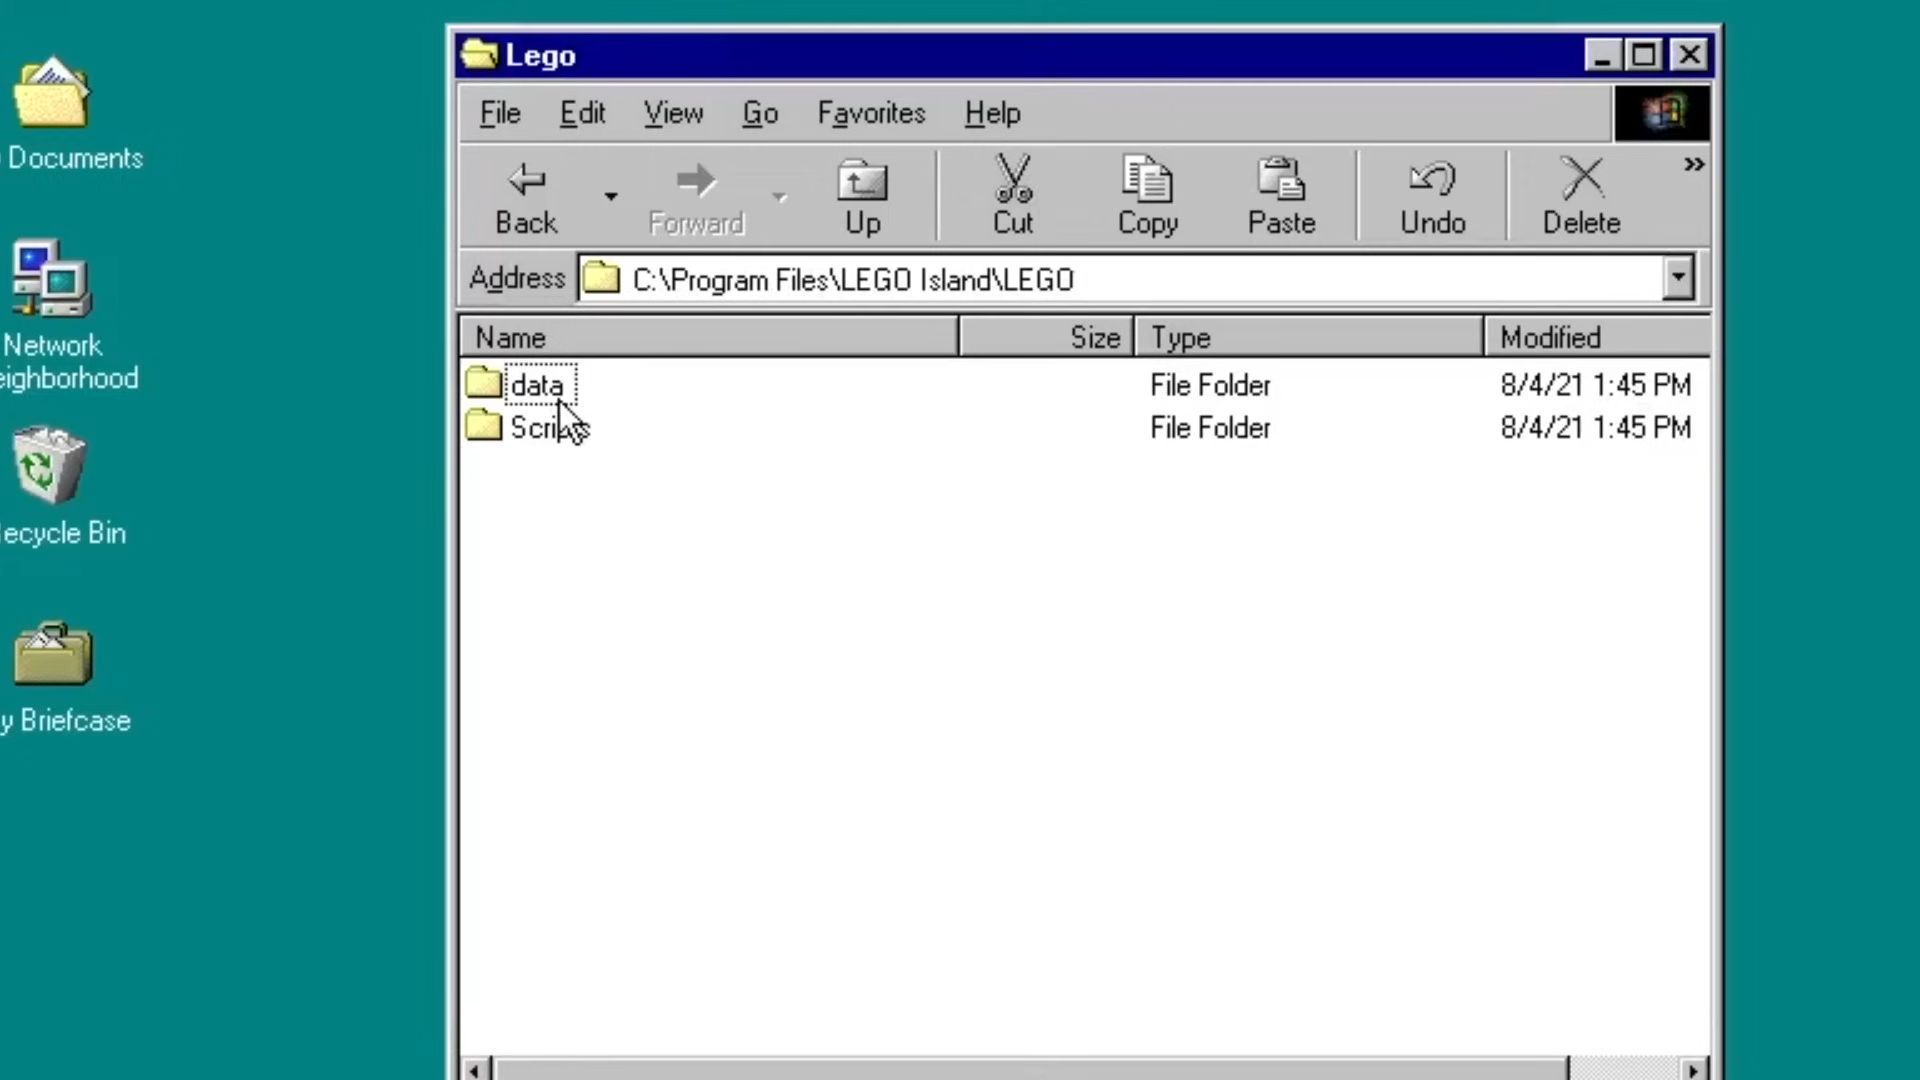 Documents
Network
eighborhood
ecycle Bin
y Briefcase
Lego
File Edit View Go Favorites Help
Back Forward Up Cut Copy Paste Undo Delete »
Address C:\Program Files\LEGO Island\LEGO
Name Size Type Modified
data File Folder 8/4/21 1:45 PM
File Folder 8/4/21 1:45 PM